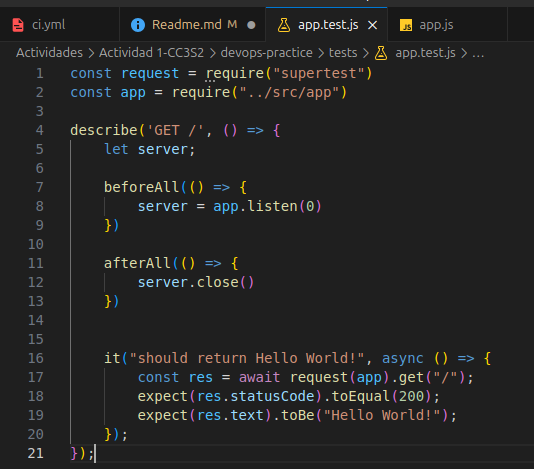 ci.yml
Readme.md M
app.test.js
JS app.js
Actividades > Actividad 1-CC3S2 > devops-practice > tests > app.test.js > ...
1 const request = require("supertest")
2 const app = require("../src/app")
3
4 describe('GET /', () => {
5     let server;
6
7     beforeAll(() => {
8         server = app.listen(0)
9     })
10
11     afterAll(() => {
12         server.close()
13     })
14
15
16     it("should return Hello World!", async () => {
17         const res = await request(app).get("/");
18         expect(res.statusCode).toEqual(200);
19         expect(res.text).toBe("Hello World!");
20     });
21 });